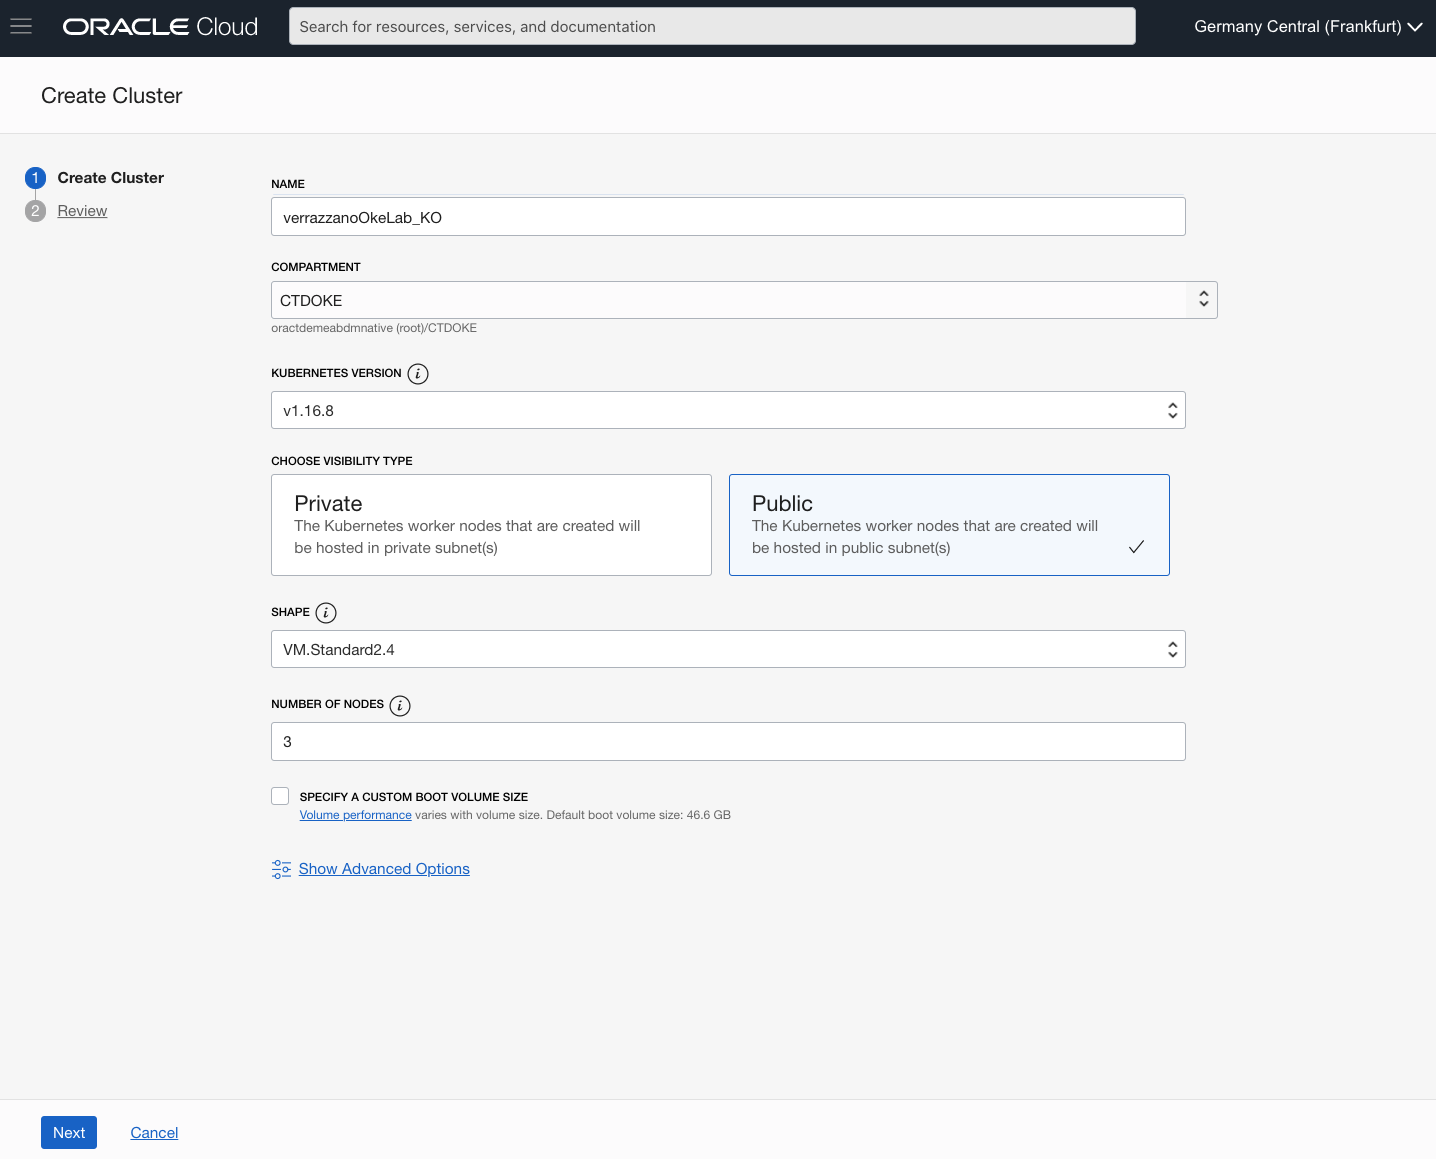 ORACLE Cloud
Search for resources, services, and documentation
Germany Central (Frankfurt)
Create Cluster
1 Create Cluster
2 Review
NAME
verrazzanoOkeLab_KO
COMPARTMENT
CTDOKE
oractdemeabdmnative (root)/CTDOKE
KUBERNETES VERSION i
v1.16.8
CHOOSE VISIBILITY TYPE
Private
The Kubernetes worker nodes that are created will
be hosted in private subnet(s)
Public
The Kubernetes worker nodes that are created will
be hosted in public subnet(s)
SHAPE i
VM.Standard2.4
NUMBER OF NODES i
3
SPECIFY A CUSTOM BOOT VOLUME SIZE
Volume performance varies with volume size. Default boot volume size: 46.6 GB
Show Advanced Options
Next
Cancel